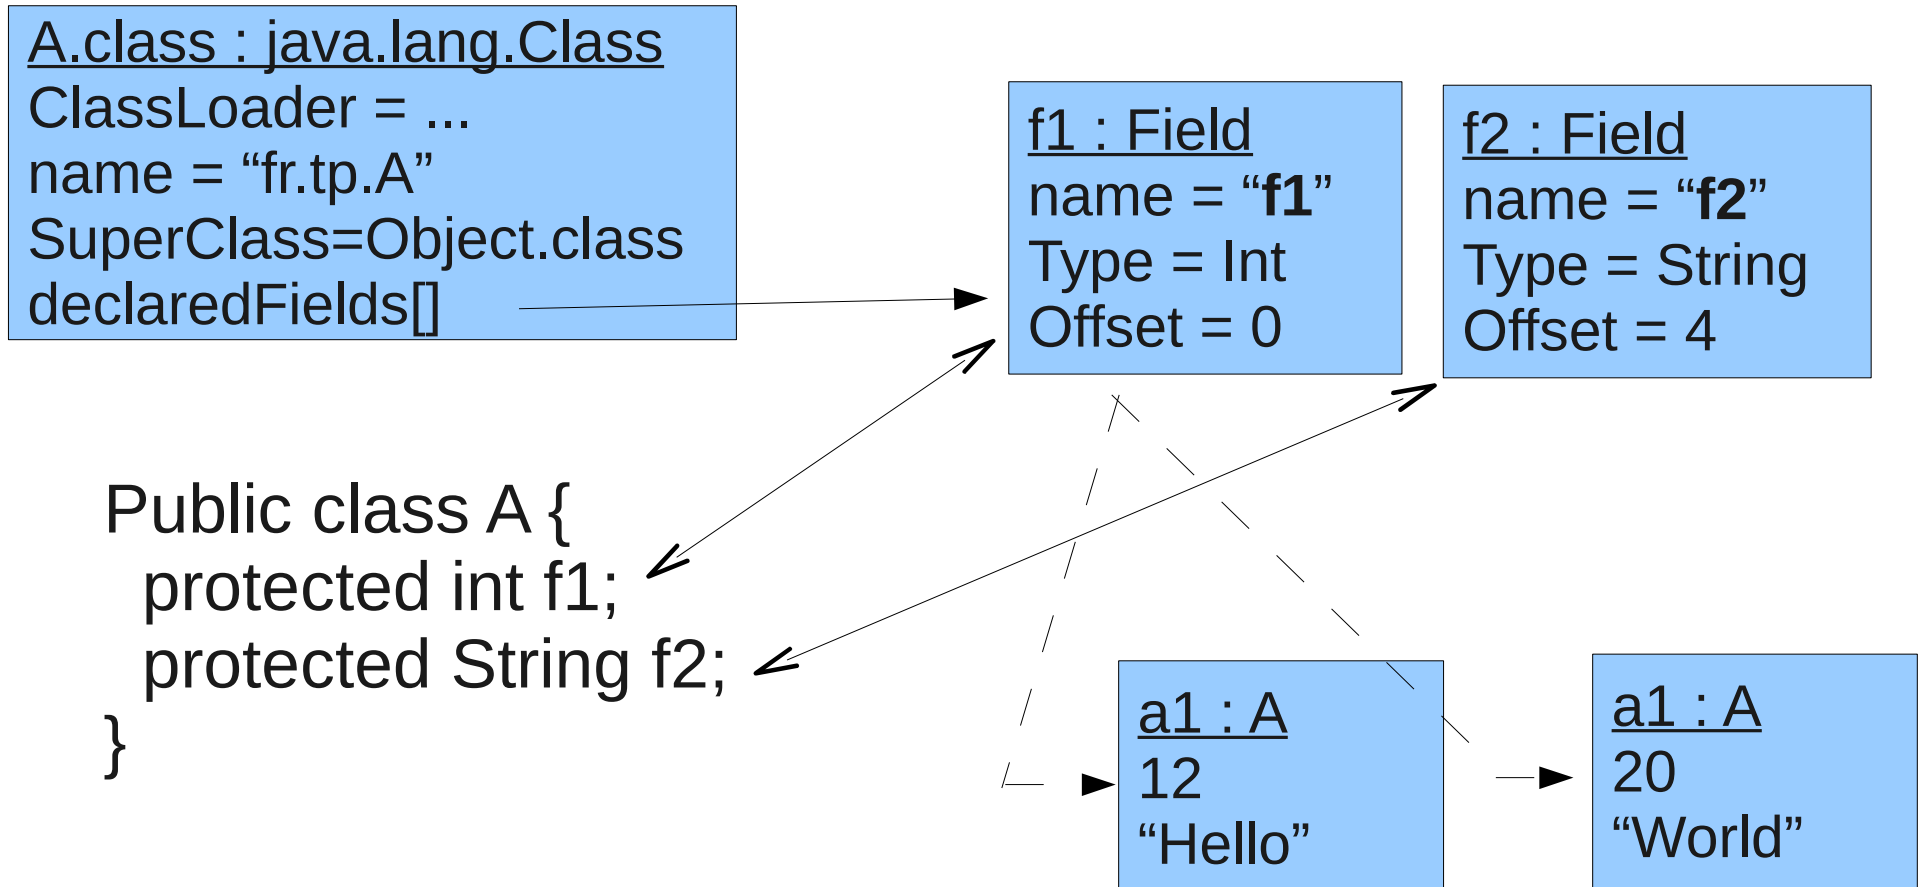 A.class : java.lang.Class
ClassLoader = ...
name = “fr.tp.A”
SuperClass=Object.class
declaredFields[]
f1 : Field
name = “f1”
Type = Int
Offset = 0
f2 : Field
name = “f2”
Type = String
Offset = 4
Public class A {
protected int f1;
protected String f2;
}
a1 : A
12
“Hello”
a1 : A
20
“World”